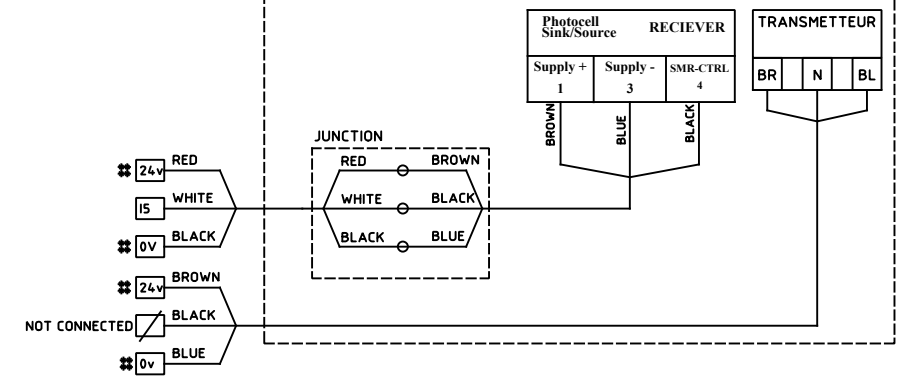 Photocell
Sink/Source
RECIEVER
Supply +
1
Supply -
3
SMR-CTRL
4
BROWN
BLUE
BLACK
TRANSMETTEUR
BR
N
BL
JUNCTION
RED
BROWN
WHITE
BLACK
BLACK
BLUE
24v
RED
I5
WHITE
0V
BLACK
24v
BROWN
NOT CONNECTED
BLACK
0v
BLUE